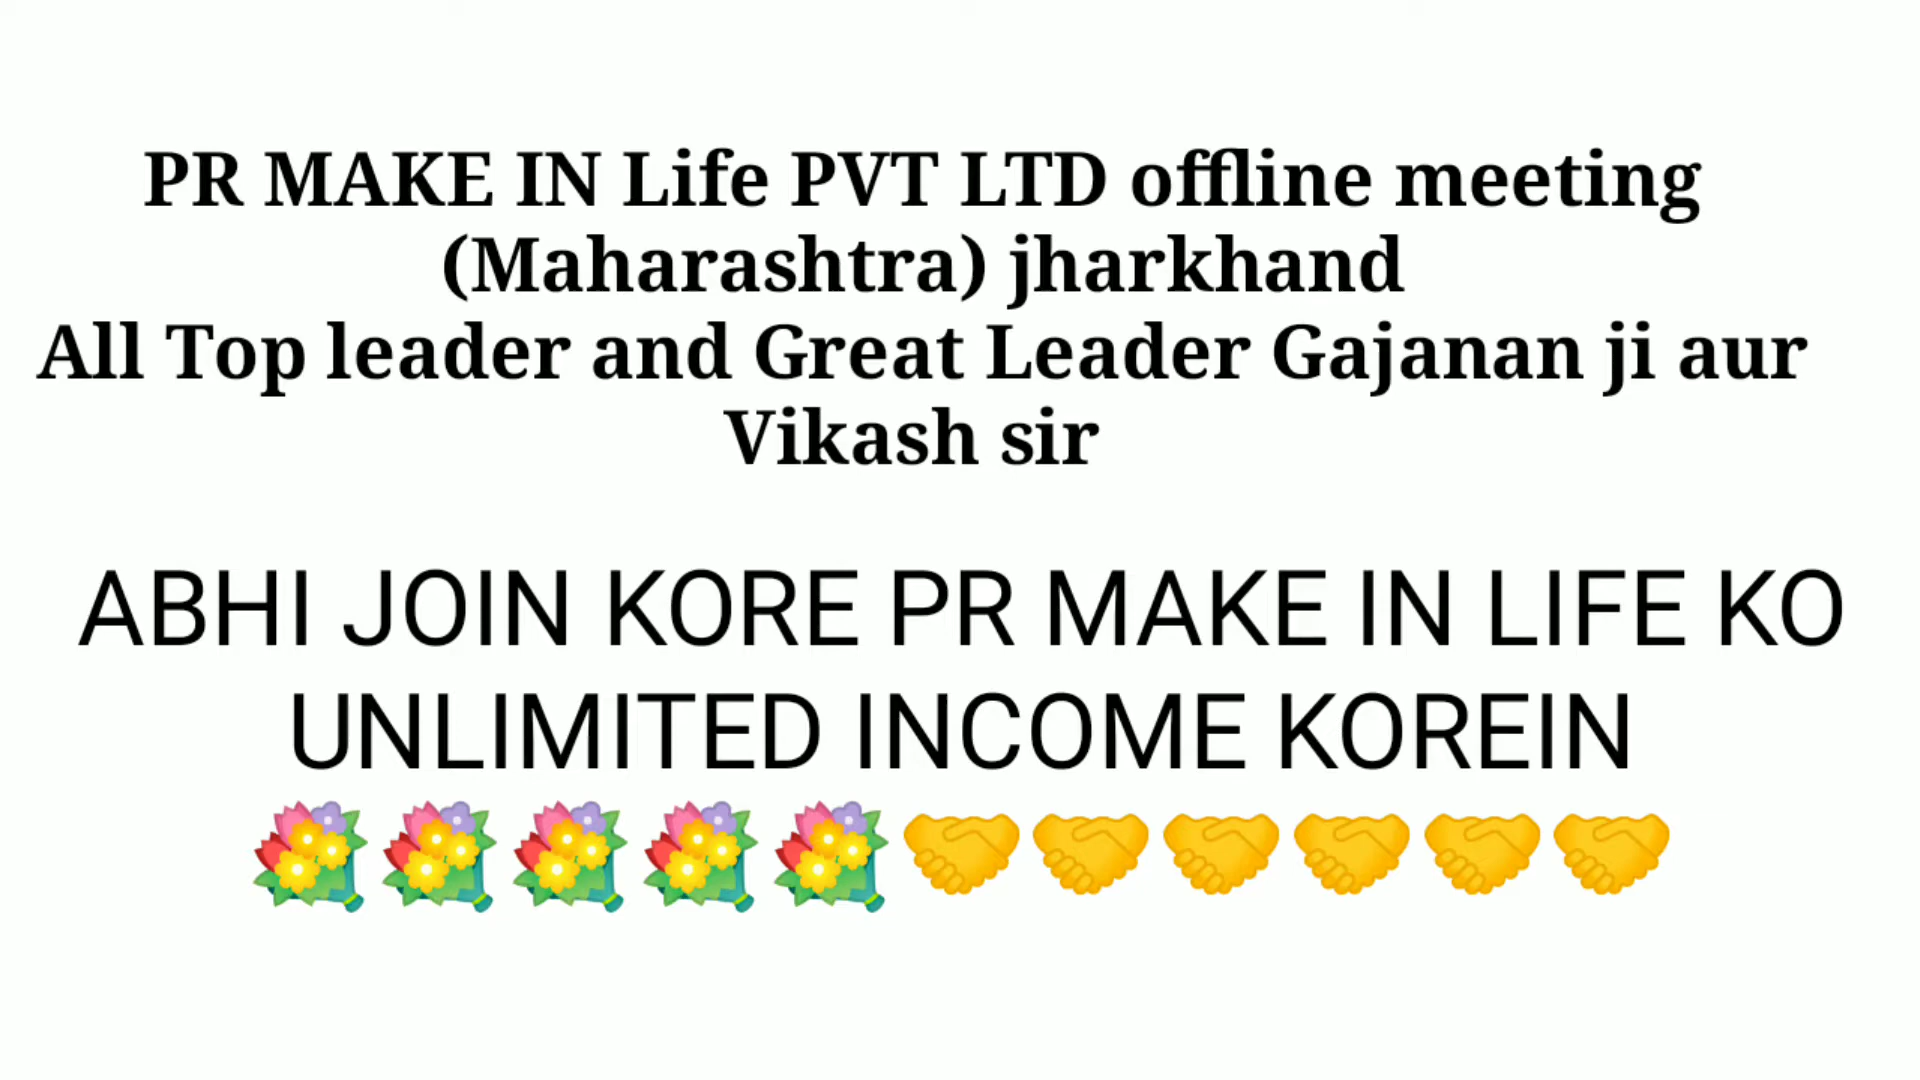 PR MAKE IN Life PVT LTD offline meeting
(Maharashtra) jharkhand
All Top leader and Great Leader Gajanan ji aur
Vikash sir
ABHI JOIN KORE PR MAKE IN LIFE KO
UNLIMITED INCOME KOREIN
💐💐💐💐💐🤝🤝🤝🤝🤝🤝